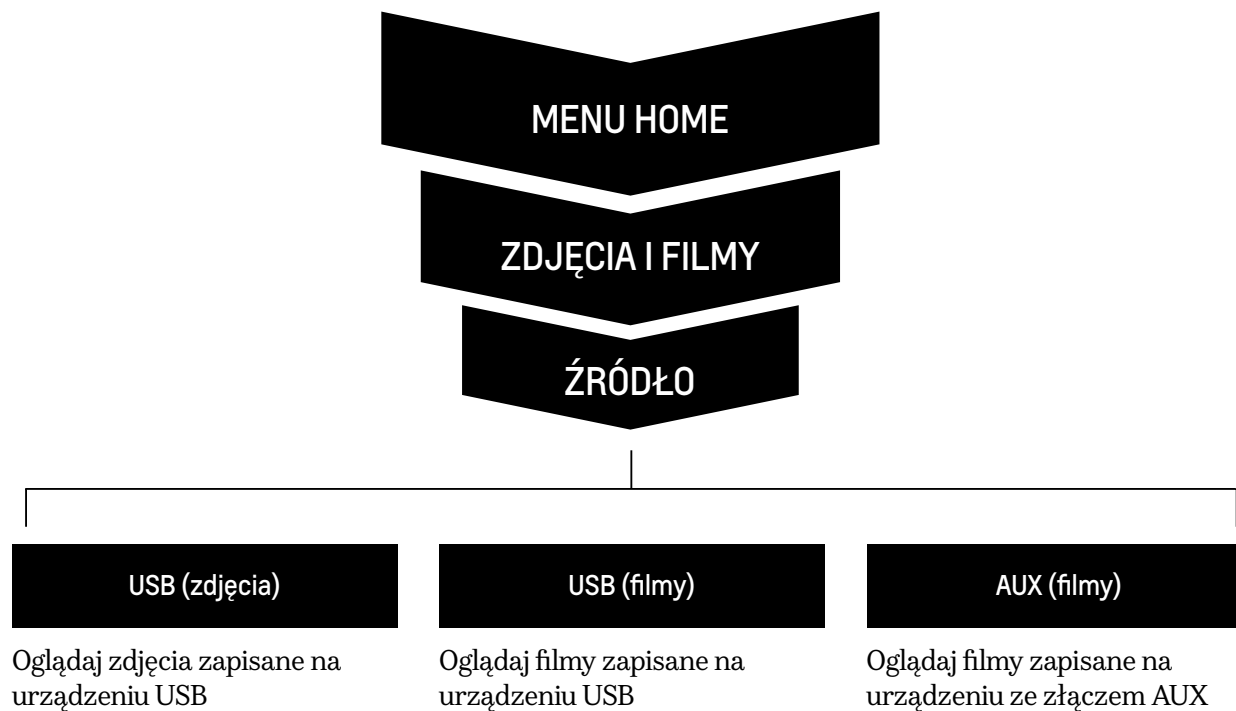 MENU HOME
ZDJĘCIA I FILMY
ŹRÓDŁO
USB (zdjęcia)
USB (filmy)
AUX (filmy)
Oglądaj zdjęcia zapisane na
urządzeniu USB
Oglądaj filmy zapisane na
urządzeniu USB
Oglądaj filmy zapisane na
urządzeniu ze złączem AUX